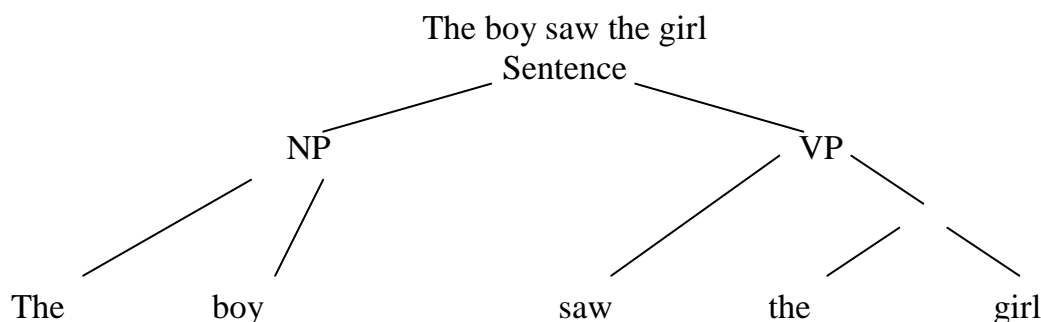 The boy saw the girl
Sentence
NP VP
The boy saw the girl